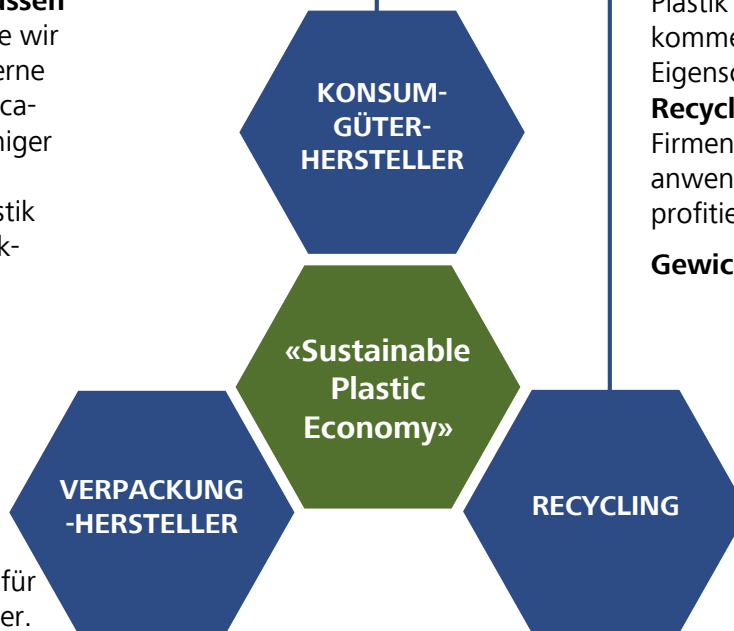 e wir
erne
ca-
niger
stik
k-
KONSUM-
GÜTER-
HERSTELLER
Plastik
komme
Eigensc
Recycl
Firmen
anwen
profitie
Gewic
«Sustainable
Plastic
Economy»
VERPACKUNG
-HERSTELLER
RECYCLING
für
er.